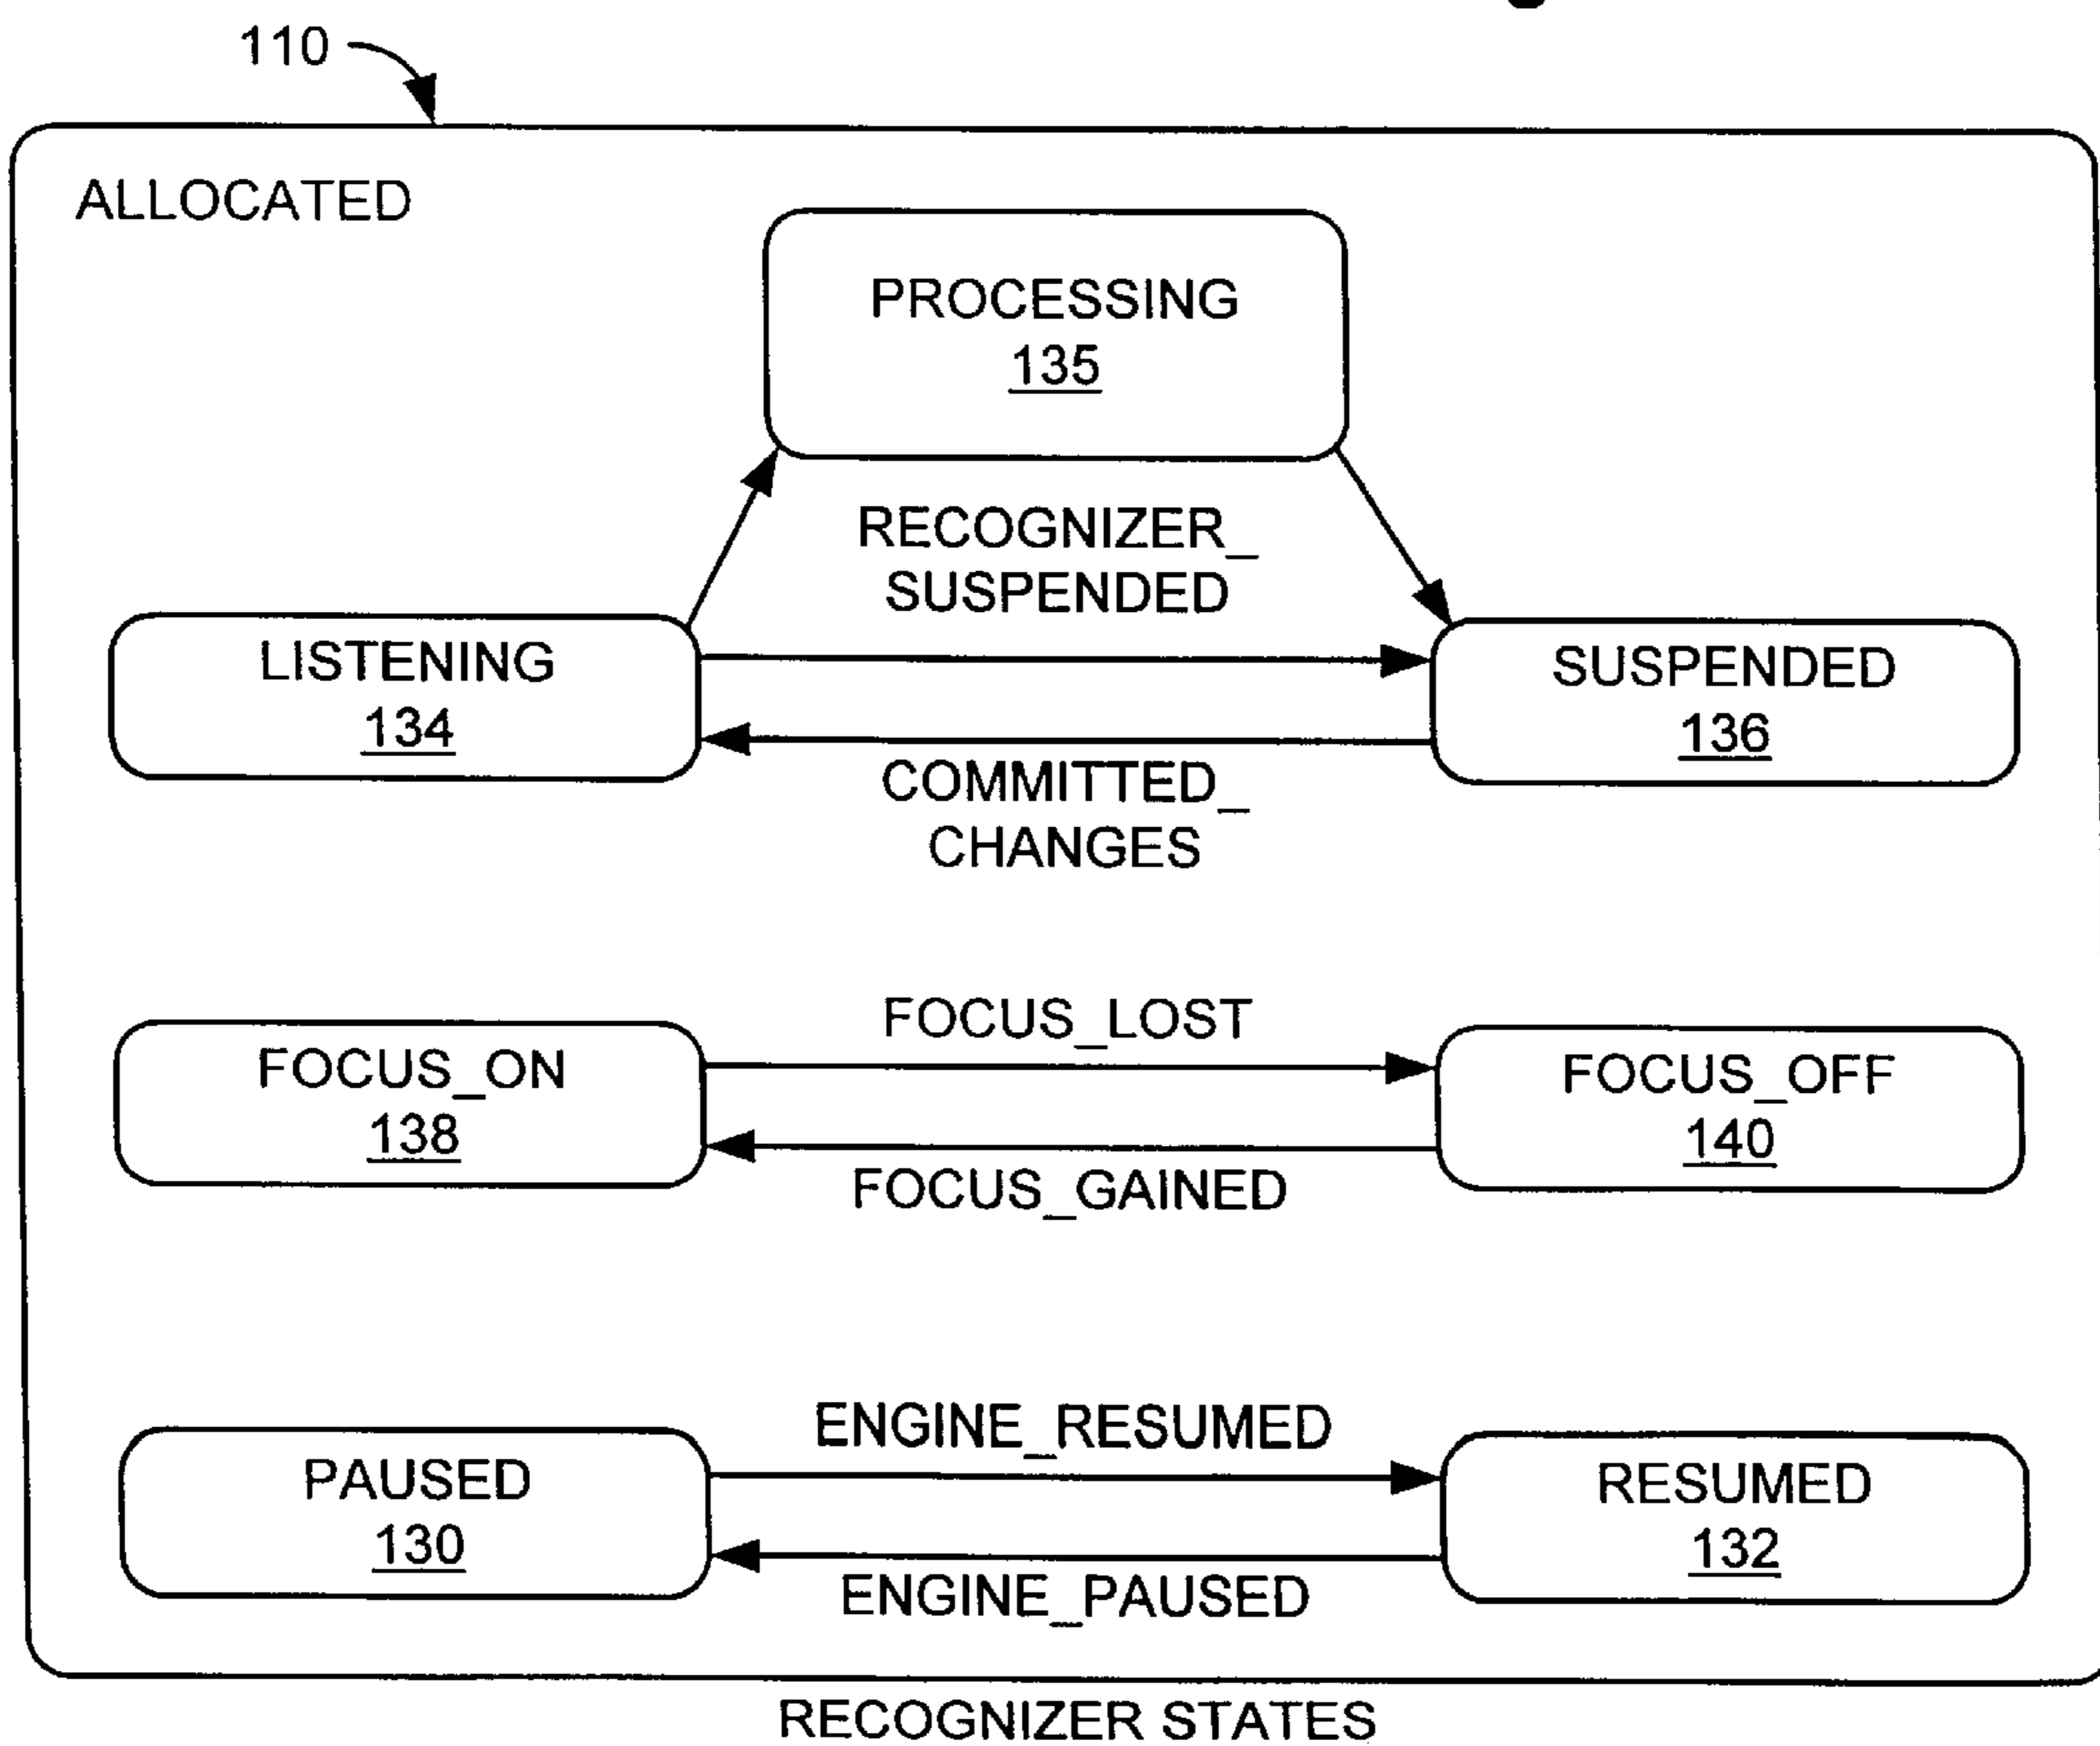 110
ALLOCATED
PROCESSING
135
RECOGNIZER_
SUSPENDED
LISTENING
134
SUSPENDED
136
COMMITTED_
CHANGES
FOCUS_LOST
FOCUS_ON
138
FOCUS_OFF
140
FOCUS_GAINED
ENGINE_RESUMED
PAUSED
130
RESUMED
132
ENGINE_PAUSED
RECOGNIZER STATES